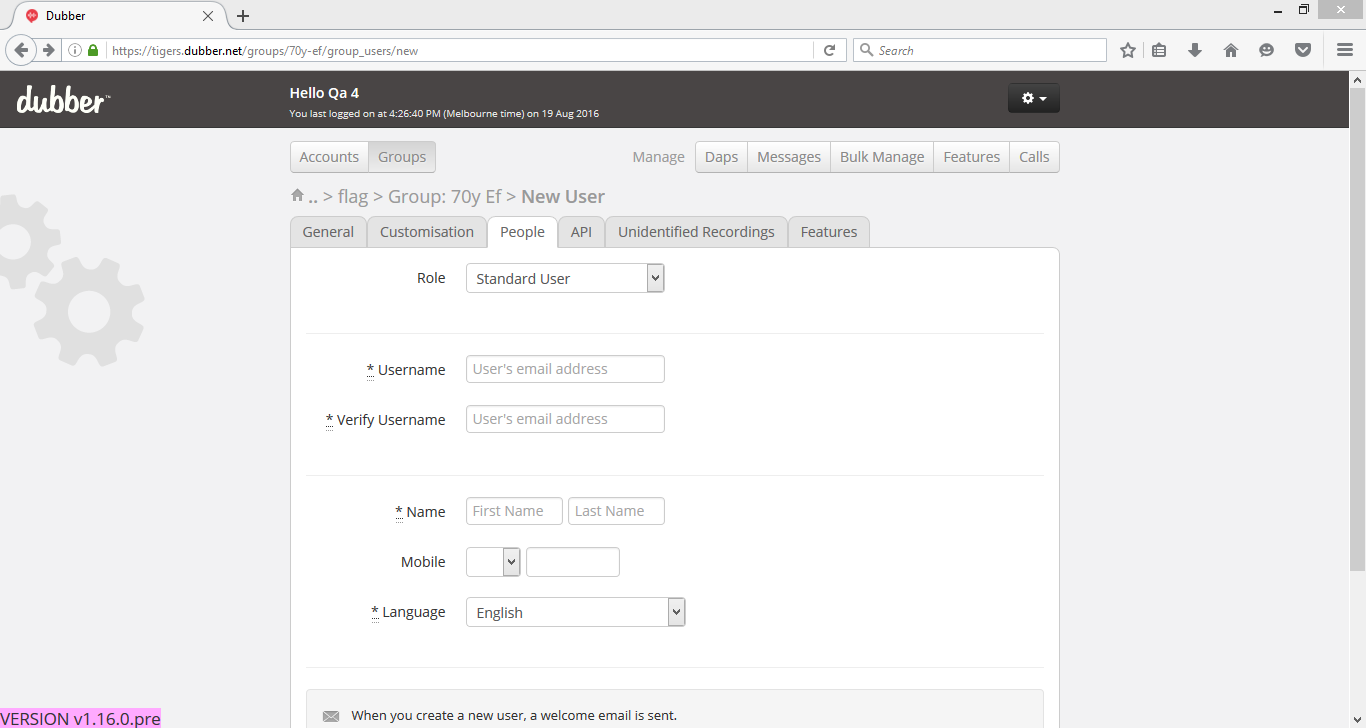 Dubber
https://tigers.dubber.net/groups/70y-ef/group_users/new
Search
dubber™
Hello Qa 4
You last logged on at 4:26:40 PM (Melbourne time) on 19 Aug 2016
Accounts Groups Manage Daps Messages Bulk Manage Features Calls
.. > flag > Group: 70y Ef > New User
General Customisation People API Unidentified Recordings Features
Role Standard User
* Username User's email address
* Verify Username User's email address
* Name First Name Last Name
Mobile
* Language English
When you create a new user, a welcome email is sent.
VERSION v1.16.0.pre